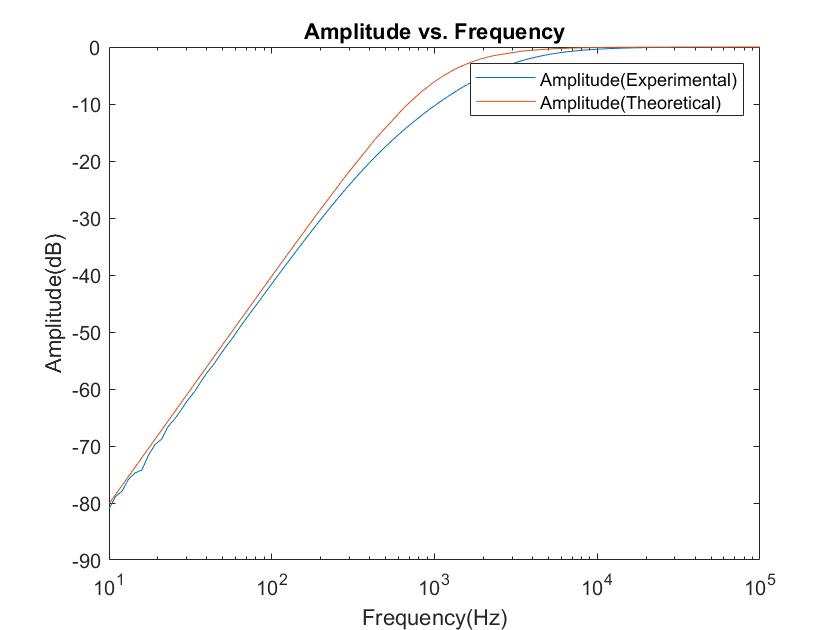 Amplitude vs. Frequency
0
-10
-20
-30
-40
-50
-60
-70
-80
-90
Amplitude(dB)
Amplitude(Experimental)
Amplitude(Theoretical)
10^1 10^2 10^3 10^4 10^5
Frequency(Hz)